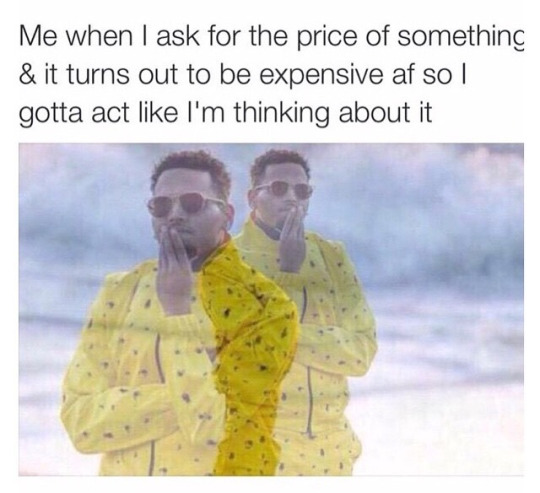 Me when I ask for the price of something
& it turns out to be expensive af so I
gotta act like I'm thinking about it